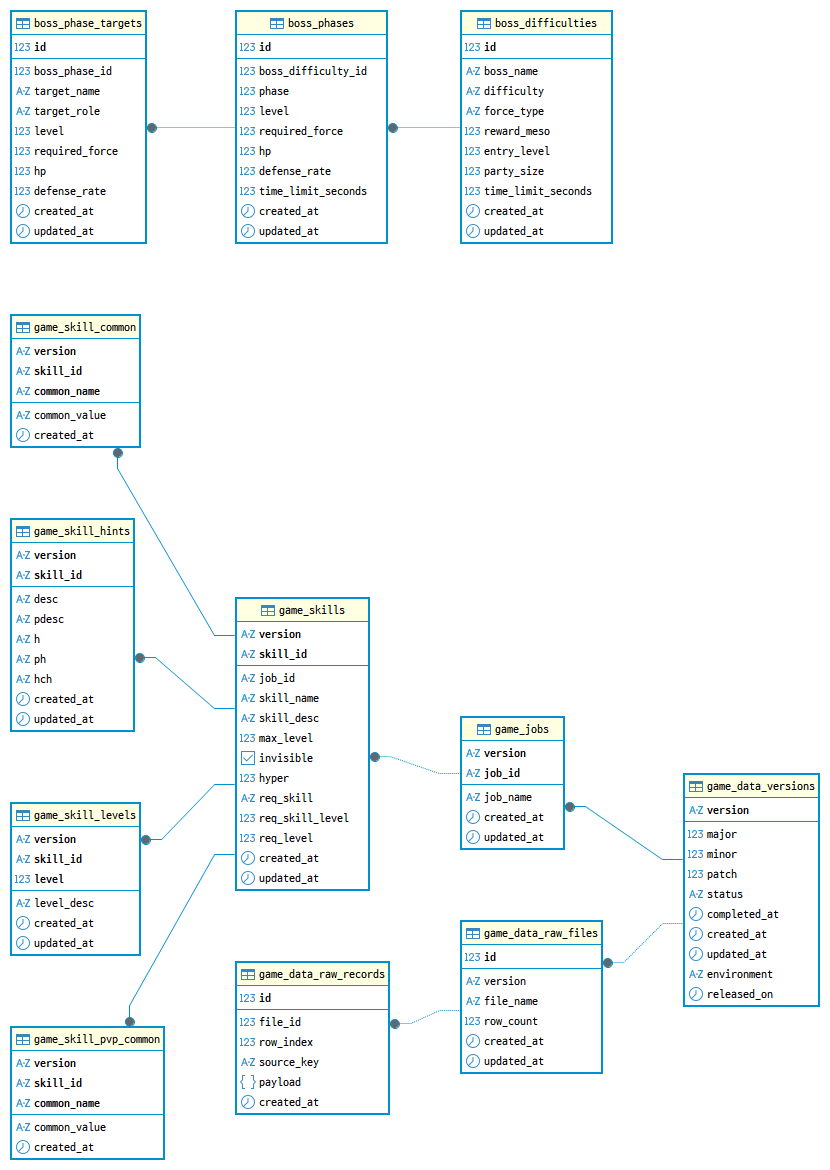 boss_phase_targets
123 id
123 boss_phase_id
A-Z target_name
A-Z target_role
123 level
123 required_force
123 hp
123 defense_rate
created_at
updated_at
boss_phases
123 id
123 boss_difficulty_id
123 phase
123 level
123 required_force
123 hp
123 defense_rate
123 time_limit_seconds
created_at
updated_at
boss_difficulties
123 id
A-Z boss_name
A-Z difficulty
A-Z force_type
123 reward_meso
123 entry_level
123 party_size
123 time_limit_seconds
created_at
updated_at
game_skill_common
A-Z version
A-Z skill_id
A-Z common_name
A-Z common_value
created_at
game_skill_hints
A-Z version
A-Z skill_id
A-Z desc
A-Z pdesc
A-Z h
A-Z ph
A-Z hch
created_at
updated_at
game_skill_levels
A-Z version
A-Z skill_id
123 level
A-Z level_desc
created_at
updated_at
game_skill_pvp_common
A-Z version
A-Z skill_id
A-Z common_name
A-Z common_value
created_at
game_skills
A-Z version
A-Z skill_id
A-Z job_id
A-Z skill_name
A-Z skill_desc
123 max_level
invisible
123 hyper
A-Z req_skill
123 req_skill_level
123 req_level
created_at
updated_at
game_data_raw_records
123 id
123 file_id
123 row_index
A-Z source_key
{ } payload
created_at
game_jobs
A-Z version
A-Z job_id
A-Z job_name
created_at
updated_at
game_data_raw_files
123 id
A-Z version
A-Z file_name
123 row_count
created_at
updated_at
game_data_versions
A-Z version
123 major
123 minor
123 patch
A-Z status
completed_at
created_at
updated_at
A-Z environment
released_on